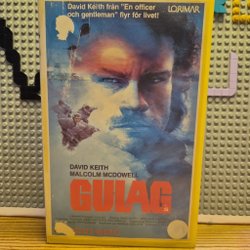 David Keith från "En officer
och gentleman" flyr för livet!
LORIMAR
DAVID KEITH
MALCOLM McDOWELL
GULAG